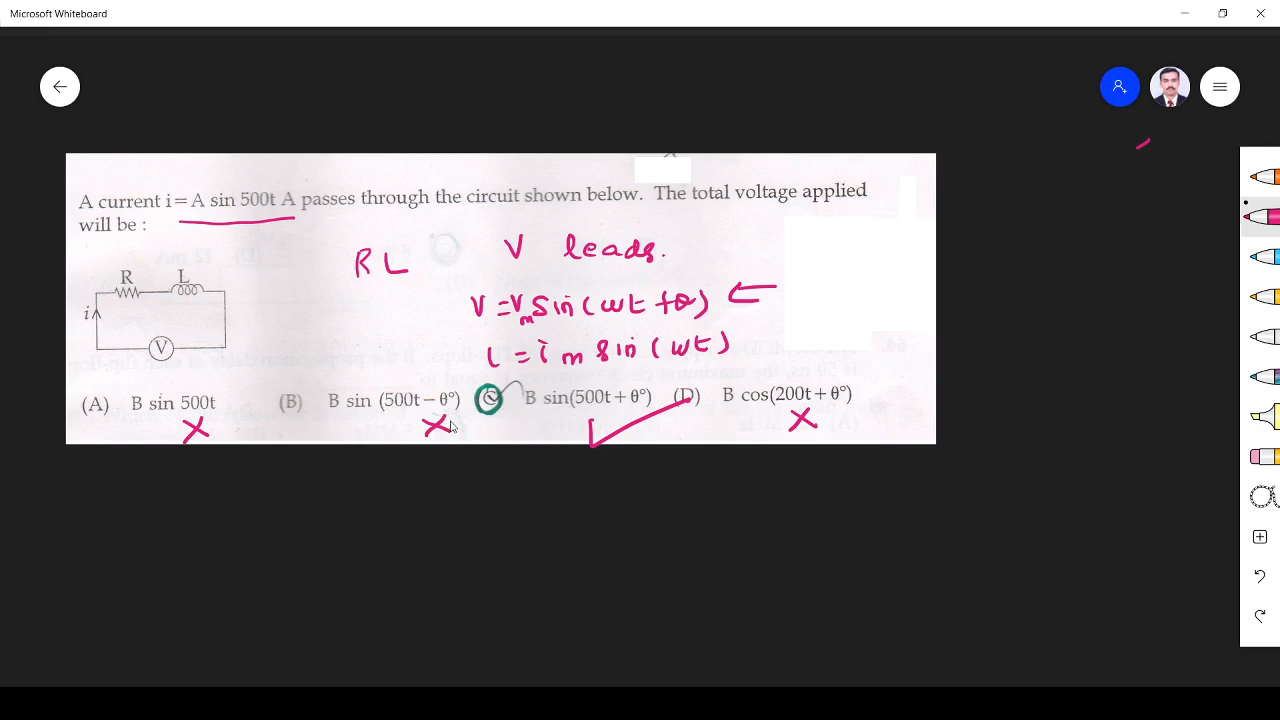 Microsoft Whiteboard
A current i = A sin 500t A passes through the circuit shown below. The total voltage applied
will be :
R L
i
V
R L
V leads.
V = Vm sin (ωt + θ)
i = i m sin (ωt)
(A) B sin 500t (B) B sin (500t − θ°) B sin(500t + θ°) (D) B cos(200t + θ°)